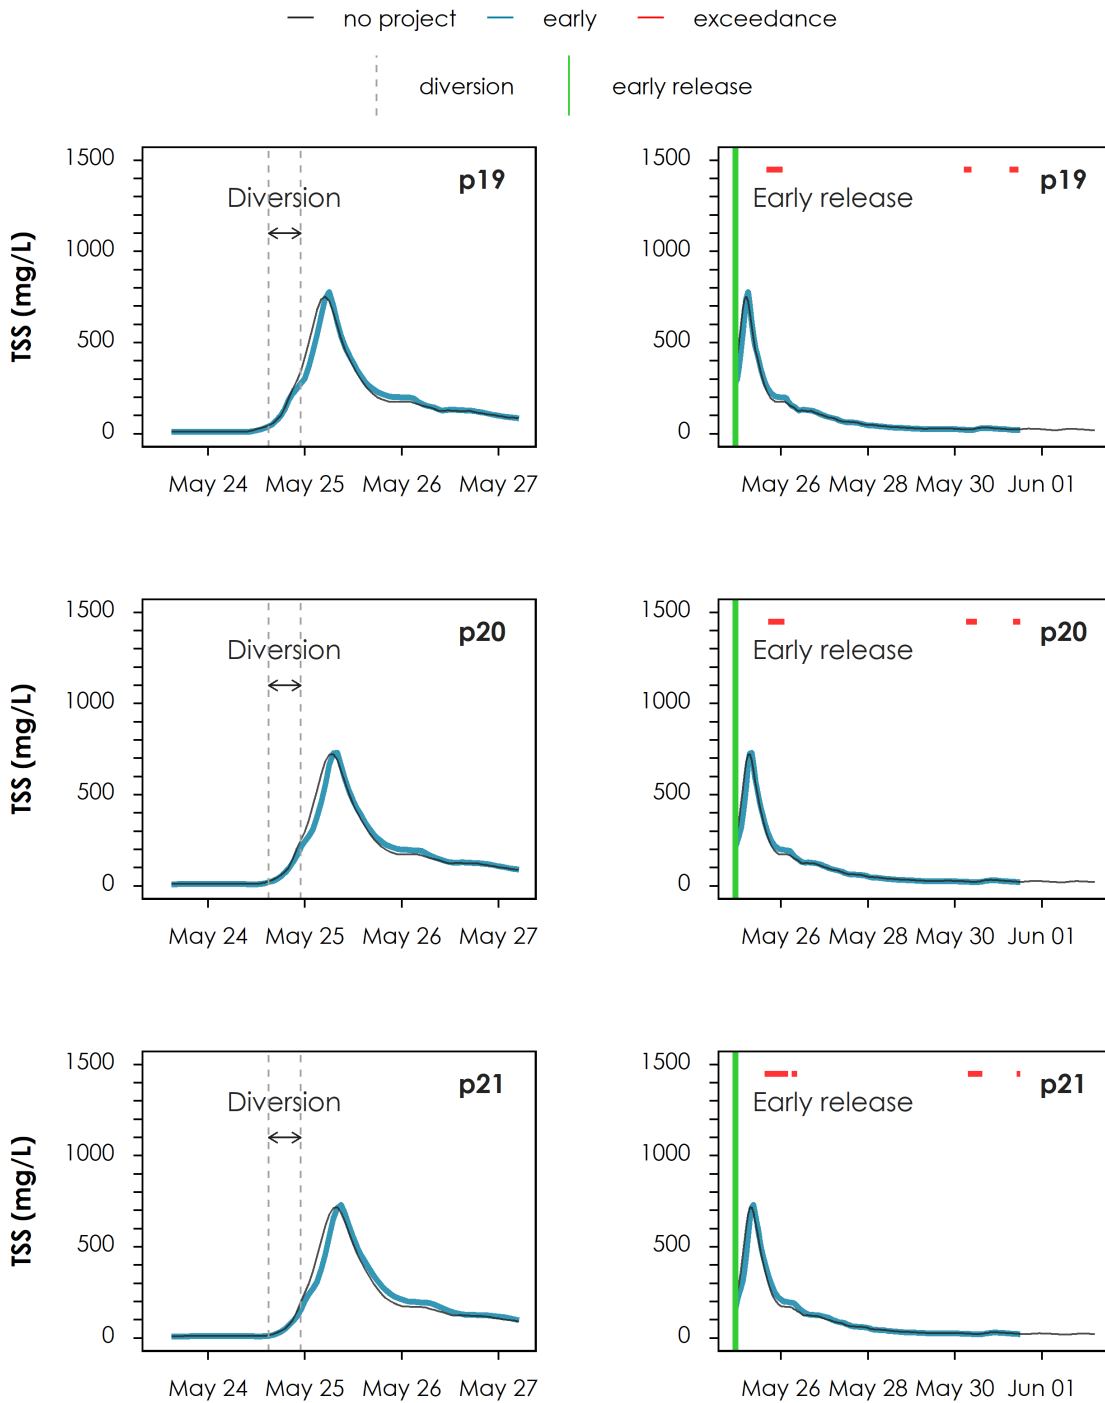 no project early exceedance
diversion early release
TSS (mg/L)
1500
1000
500
0
p19
Diversion
May 24 May 25 May 26 May 27
1500
1000
500
0
p19
Early release
May 26 May 28 May 30 Jun 01
TSS (mg/L)
1500
1000
500
0
p20
Diversion
May 24 May 25 May 26 May 27
1500
1000
500
0
p20
Early release
May 26 May 28 May 30 Jun 01
TSS (mg/L)
1500
1000
500
0
p21
Diversion
May 24 May 25 May 26 May 27
1500
1000
500
0
p21
Early release
May 26 May 28 May 30 Jun 01